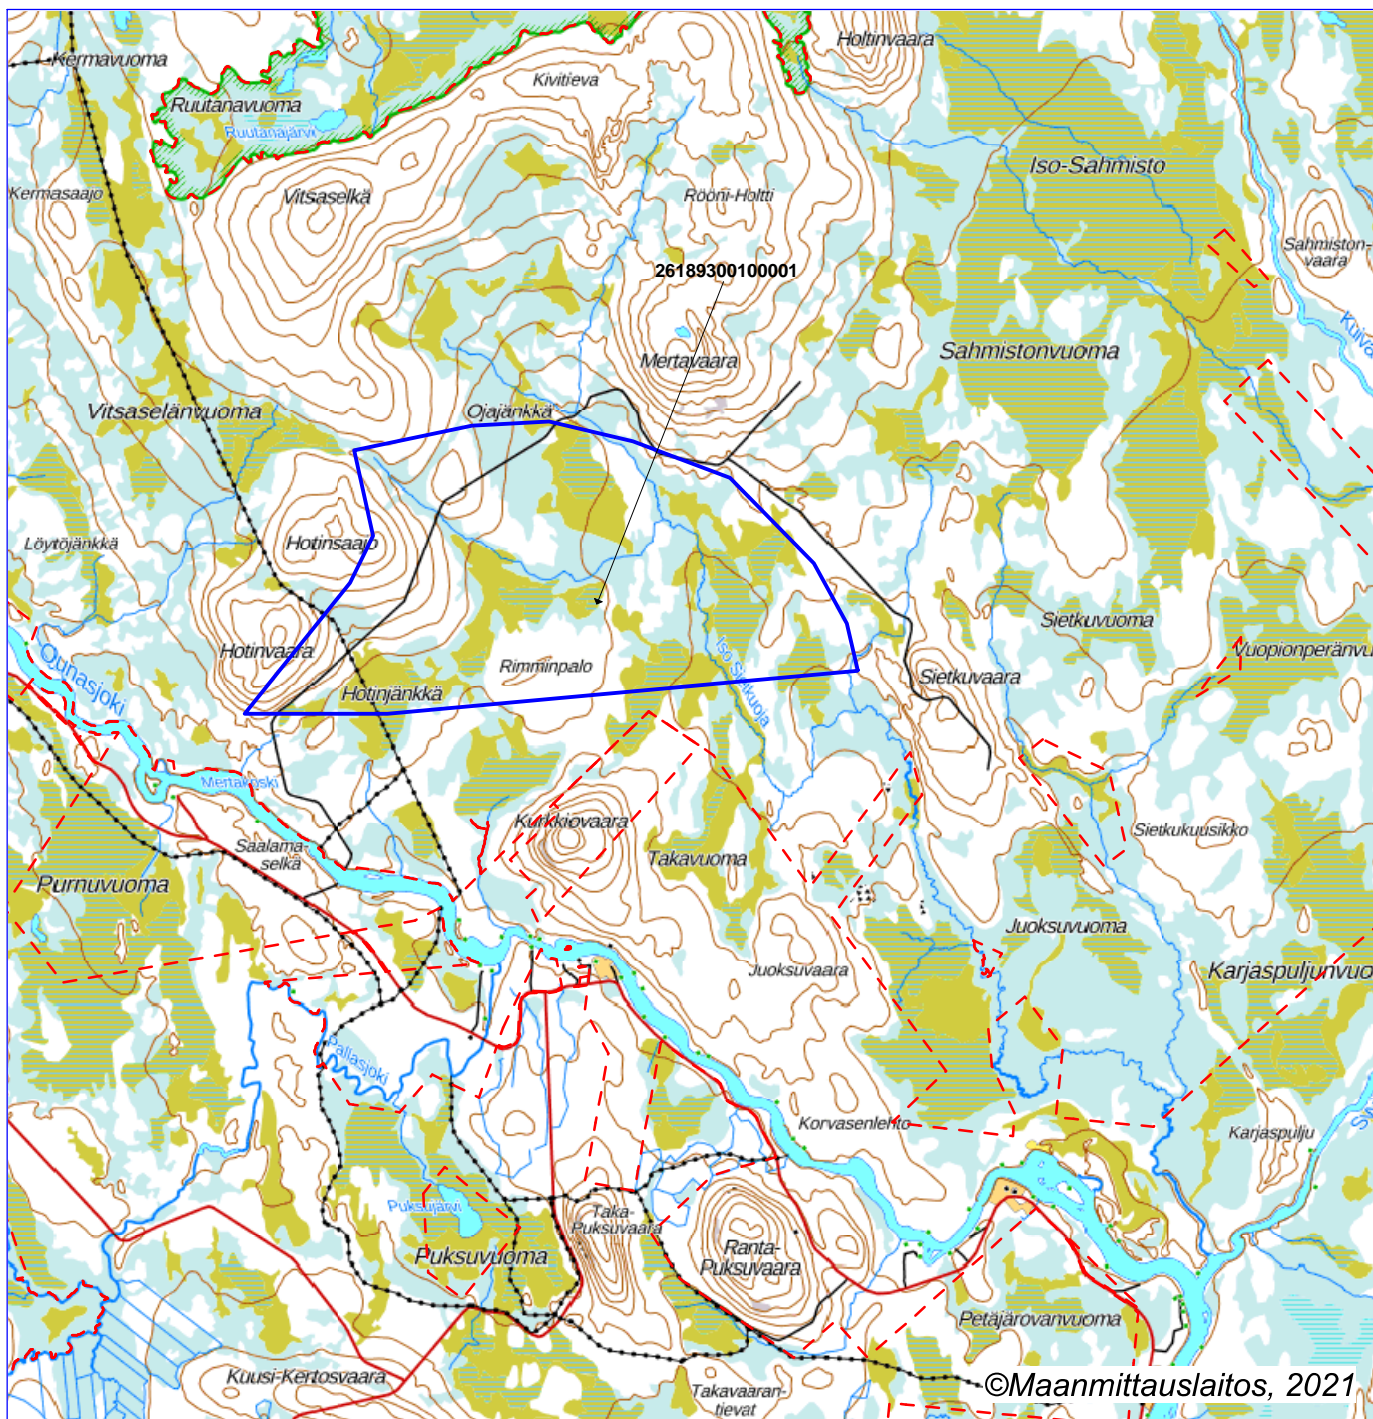 Kermavuoma
Holtinvaara
Kivitieva
Ruutanavuoma
Ruutanajärvi
Iso-Sahmisto
Kermasaajo
Vitsaselkä
Rööni-Holtti
Sahmiston-
vaara
26189300100001
Kuiva
Mertavaara
Sahmistonvuoma
Vitsaselänvuoma
Ojajänkkä
Löytöjänkkä
Hotinsaajo
Sietkuvuoma
Hotinvaara
Iso Sietkuoja
Vuopionperänvu
Ounasjoki
Rimminpalo
Sietkuvaara
Hotinjänkkä
Mertakoski
Kurkkiovaara
Sietkukuusikko
Saalama-
selkä
Takavuoma
Purnuvuoma
Juoksuvuoma
Juoksuvaara
Karjaspuljunvuo
Pallasjoki
Korvasenlehto
Karjaspulju
Puksujärvi
Taka-
Puksuvaara
Puksuvuoma
Ranta-
Puksuvaara
Petäjärovanvuoma
Kuusi-Kertosvaara
Takavaaran-
tievat
©Maanmittauslaitos, 2021